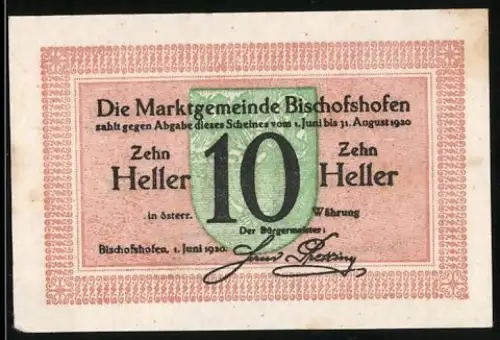 Die Marktgemeinde Bischofshofen
zahlt gegen Abgabe dieses Scheines vom 1. Juni bis 31. August 1920
Zehn 10 Zehn
Heller Heller
in österr. Währung
Der Bürgermeister:
Bischofshofen, 1. Juni 1920.